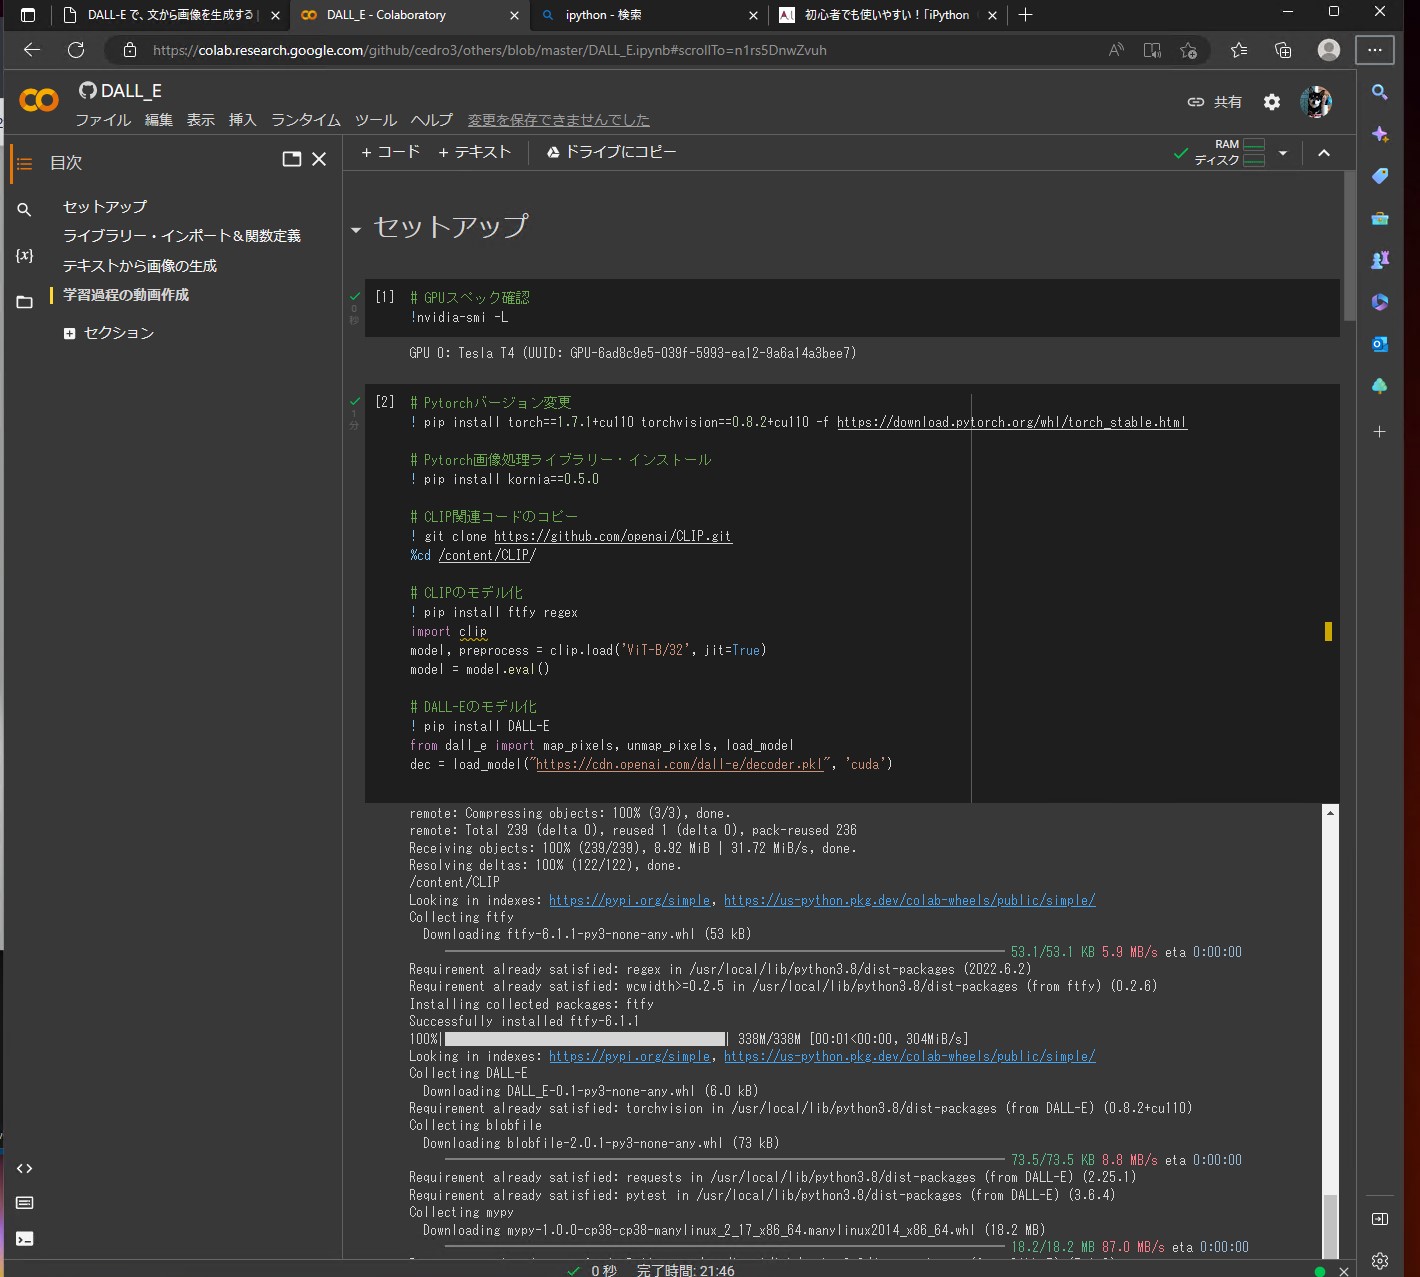 DALL-E で、文から画像を生成する |
DALL_E - Colaboratory
ipython - 検索
初心者でも使いやすい！「iPython
https://colab.research.google.com/github/cedro3/others/blob/master/DALL_E.ipynb#scrollTo=n1rs5DnwZvuh
DALL_E
共有
ファイル 編集 表示 挿入 ランタイム ツール ヘルプ 変更を保存できませんでした
目次
+ コード + テキスト ドライブにコピー
RAM
ディスク
セットアップ
ライブラリー・インポート＆関数定義
テキストから画像の生成
学習過程の動画作成
セクション
セットアップ
[1] # GPUスペック確認
0
秒
!nvidia-smi -L
GPU 0: Tesla T4 (UUID: GPU-6ad8c9e5-039f-5993-ea12-9a6a14a3bee7)
[2] # Pytorchバージョン変更
1
分
! pip install torch==1.7.1+cu110 torchvision==0.8.2+cu110 -f https://download.pytorch.org/whl/torch_stable.html
# Pytorch画像処理ライブラリー・インストール
! pip install kornia==0.5.0
# CLIP関連コードのコピー
! git clone https://github.com/openai/CLIP.git
%cd /content/CLIP/
# CLIPのモデル化
! pip install ftfy regex
import clip
model, preprocess = clip.load('ViT-B/32', jit=True)
model = model.eval()
# DALL-Eのモデル化
! pip install DALL-E
from dall_e import map_pixels, unmap_pixels, load_model
dec = load_model("https://cdn.openai.com/dall-e/decoder.pkl", 'cuda')
remote: Compressing objects: 100% (3/3), done.
remote: Total 239 (delta 0), reused 1 (delta 0), pack-reused 236
Receiving objects: 100% (239/239), 8.92 MiB | 31.72 MiB/s, done.
Resolving deltas: 100% (122/122), done.
/content/CLIP
Looking in indexes: https://pypi.org/simple, https://us-python.pkg.dev/colab-wheels/public/simple/
Collecting ftfy
Downloading ftfy-6.1.1-py3-none-any.whl (53 kB)
53.1/53.1 KB 5.9 MB/s eta 0:00:00
Requirement already satisfied: regex in /usr/local/lib/python3.8/dist-packages (2022.6.2)
Requirement already satisfied: wcwidth>=0.2.5 in /usr/local/lib/python3.8/dist-packages (from ftfy) (0.2.6)
Installing collected packages: ftfy
Successfully installed ftfy-6.1.1
100%| | 338M/338M [00:01<00:00, 304MiB/s]
Looking in indexes: https://pypi.org/simple, https://us-python.pkg.dev/colab-wheels/public/simple/
Collecting DALL-E
Downloading DALL_E-0.1-py3-none-any.whl (6.0 kB)
Requirement already satisfied: torchvision in /usr/local/lib/python3.8/dist-packages (from DALL-E) (0.8.2+cu110)
Collecting blobfile
Downloading blobfile-2.0.1-py3-none-any.whl (73 kB)
73.5/73.5 KB 8.8 MB/s eta 0:00:00
Requirement already satisfied: requests in /usr/local/lib/python3.8/dist-packages (from DALL-E) (2.25.1)
Requirement already satisfied: pytest in /usr/local/lib/python3.8/dist-packages (from DALL-E) (3.6.4)
Collecting mypy
Downloading mypy-1.0.0-cp38-cp38-manylinux_2_17_x86_64.manylinux2014_x86_64.whl (18.2 MB)
18.2/18.2 MB 87.0 MB/s eta 0:00:00
0 秒 完了時間: 21:46